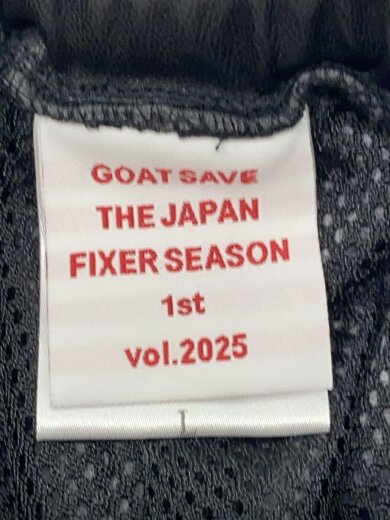 GOAT SAVE
THE JAPAN
FIXER SEASON
1st
vol.2025
L